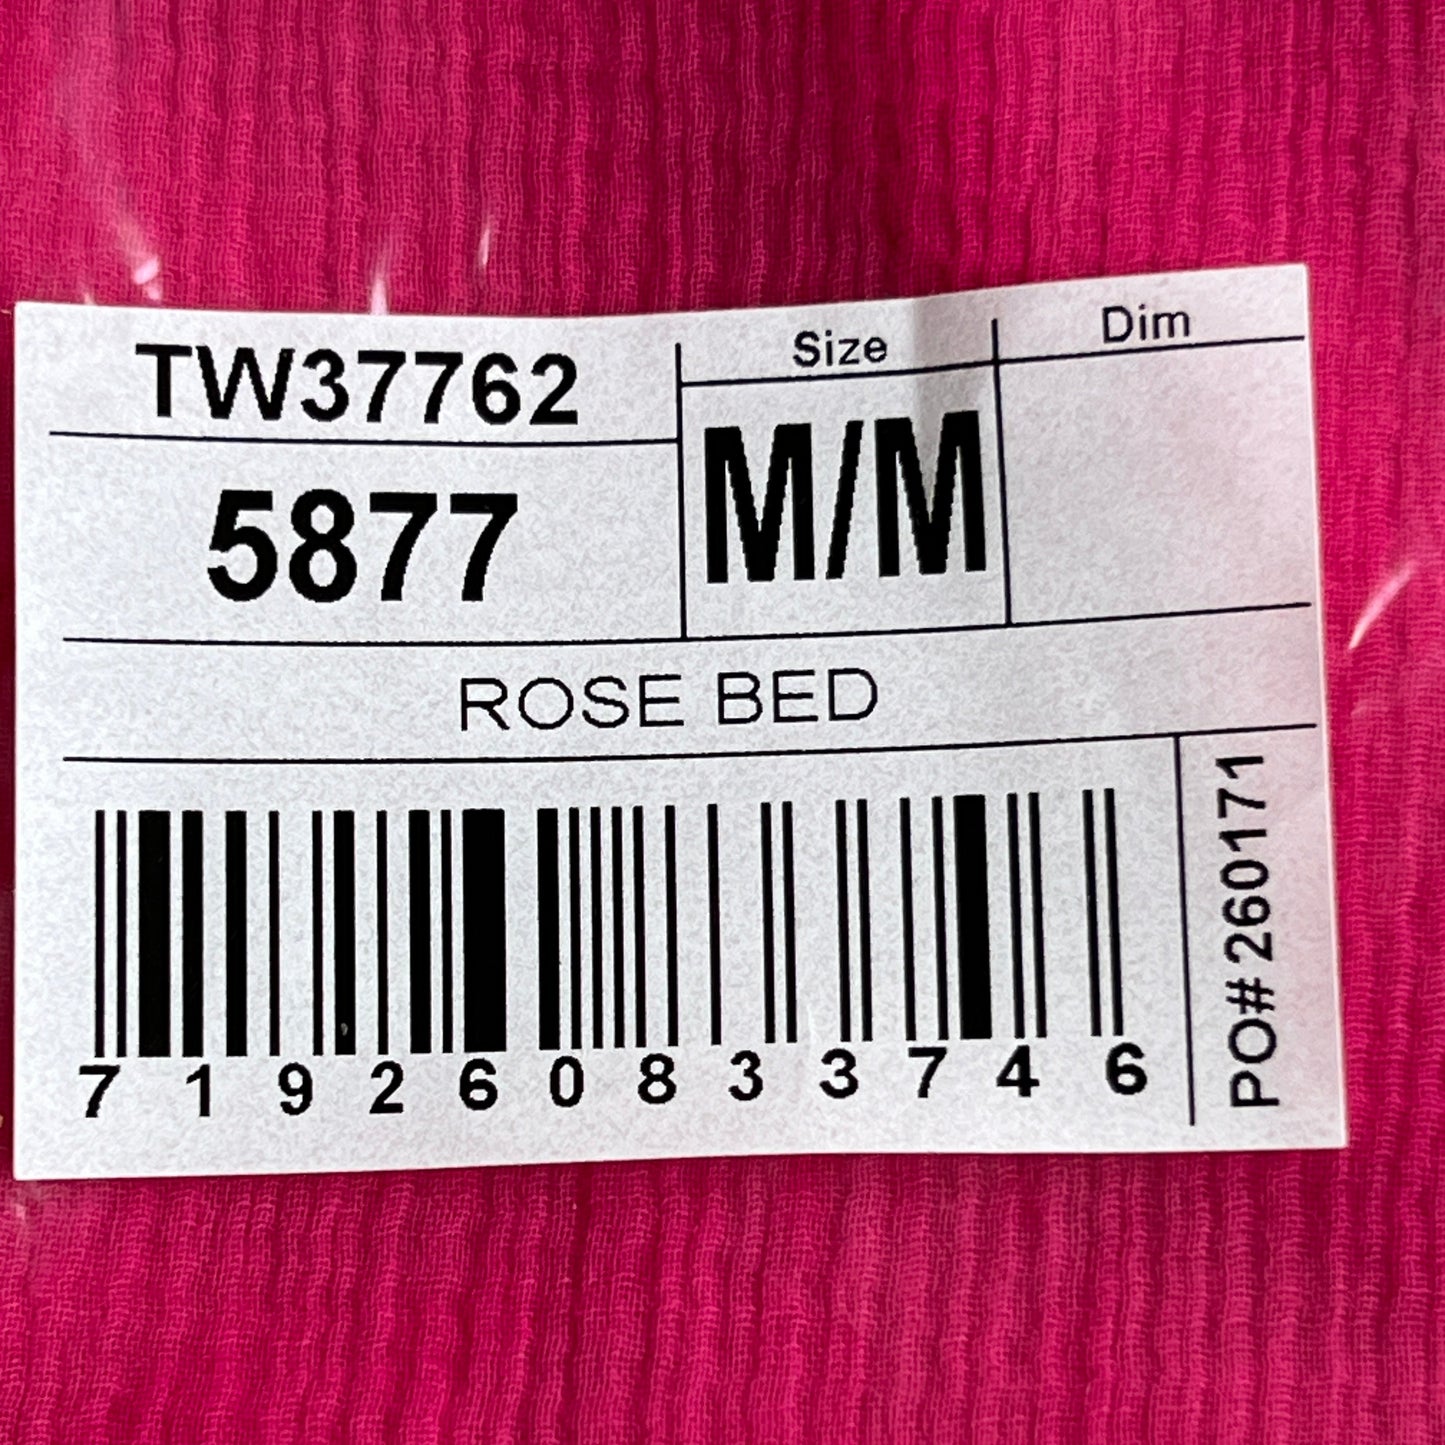 TW37762
Size
Dim
5877
M/M
ROSE BED
7 1 9 2 6 0 8 3 3 7 4 6
PO# 260171